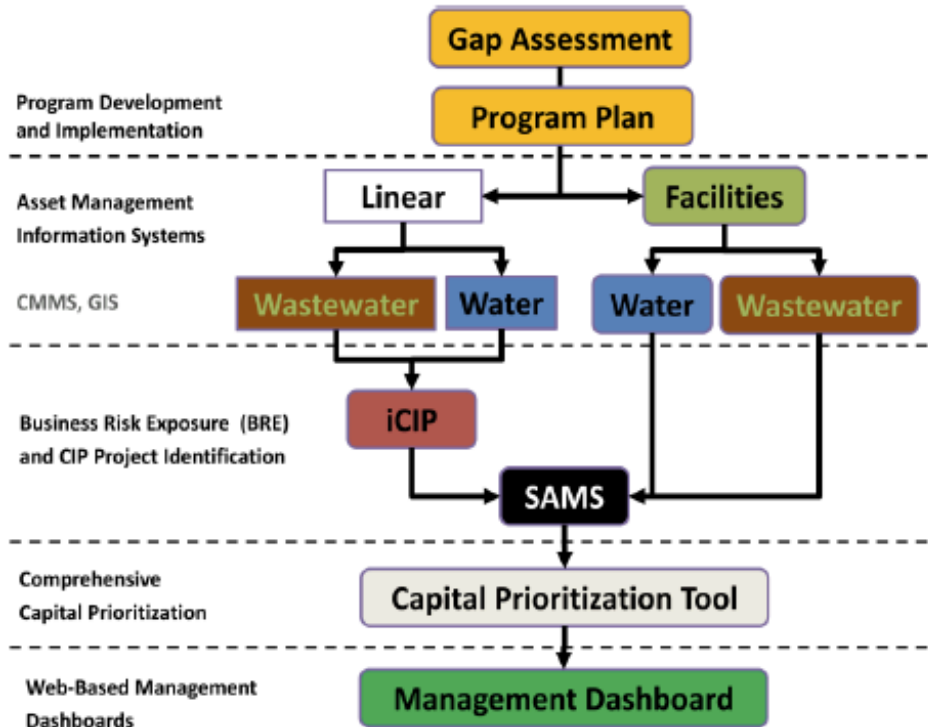 Gap Assessment
Program Development
and Implementation
Program Plan
Asset Management
Information Systems
Linear
Facilities
CMMS, GIS
Wastewater
Water
Water
Wastewater
Business Risk Exposure (BRE)
and CIP Project Identification
iCIP
SAMS
Comprehensive
Capital Prioritization
Capital Prioritization Tool
Web-Based Management
Dashboards
Management Dashboard